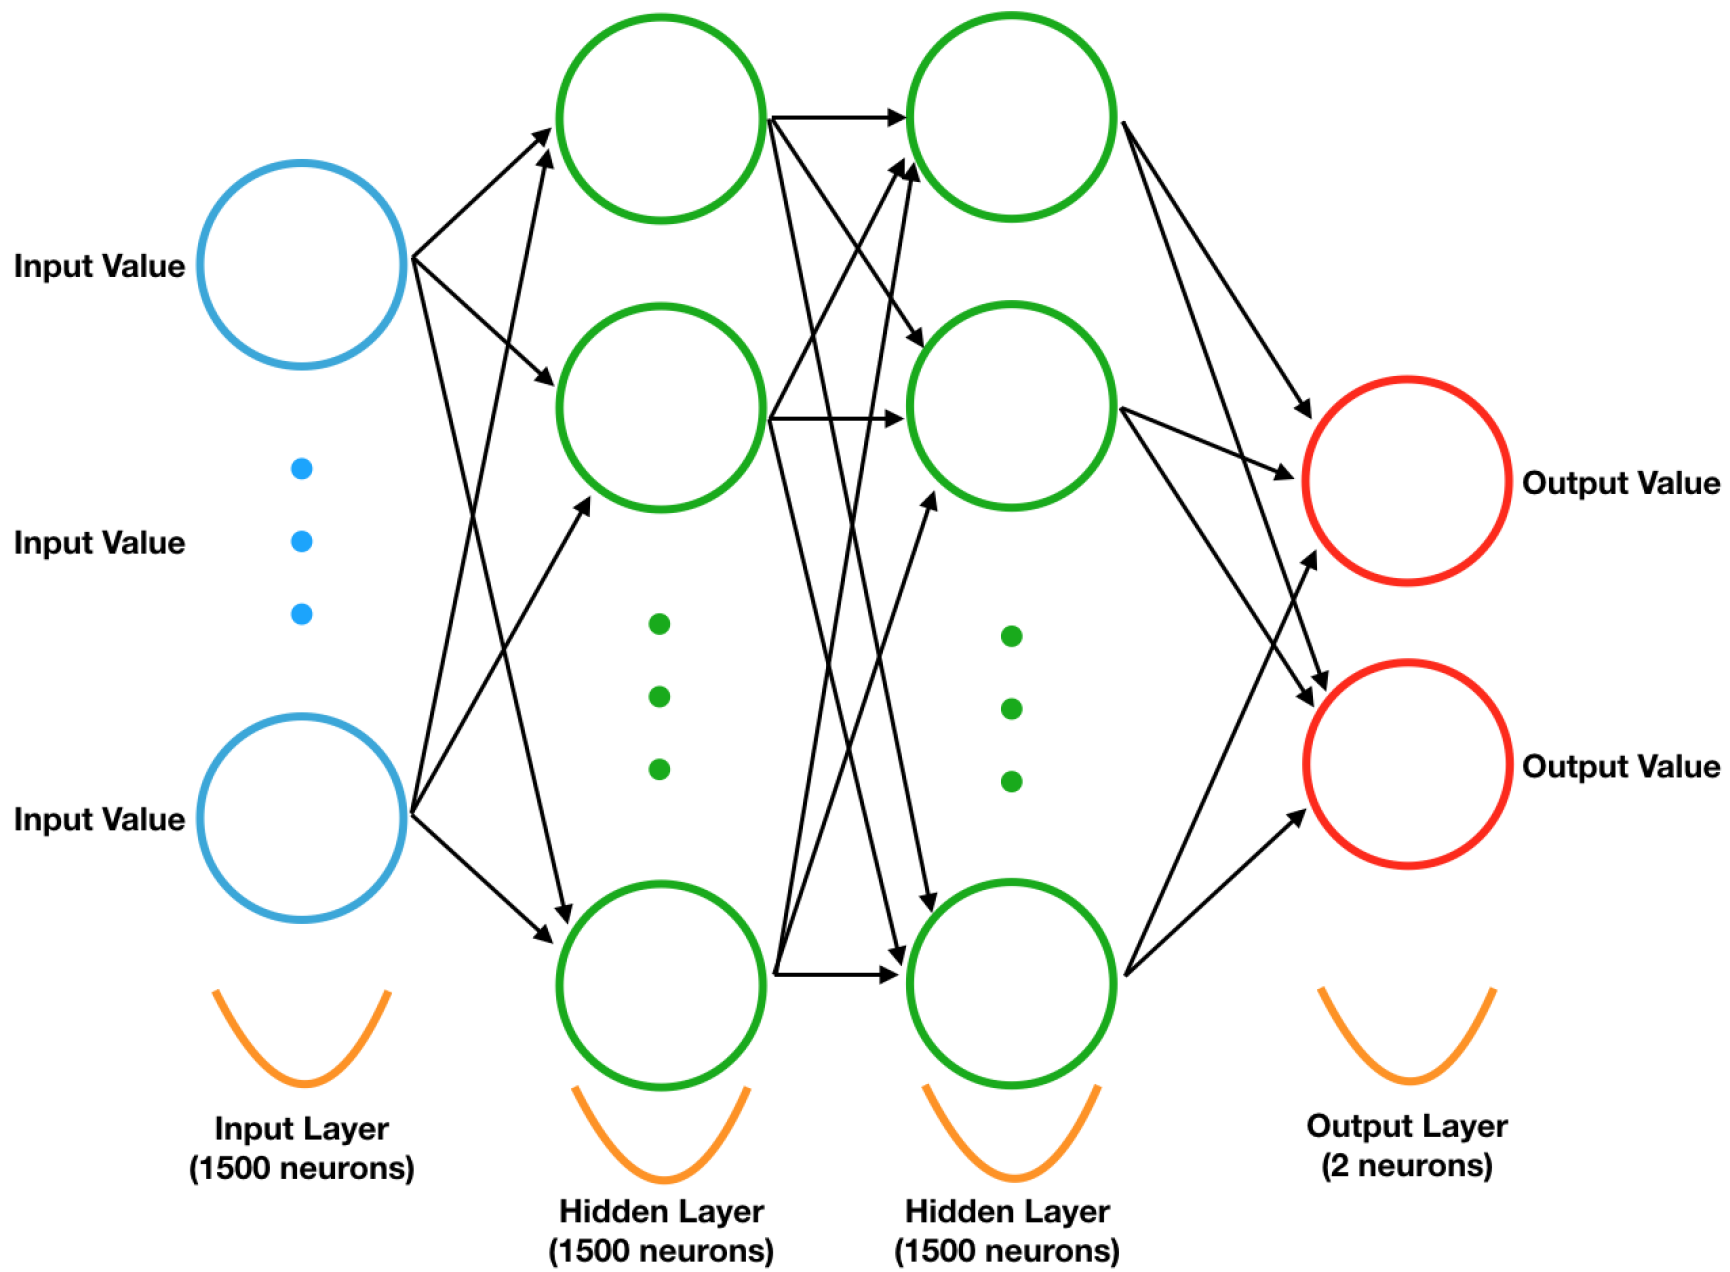 Input Value
Input Value
Input Value
Output Value
Output Value
Input Layer
(1500 neurons)
Hidden Layer
(1500 neurons)
Hidden Layer
(1500 neurons)
Output Layer
(2 neurons)